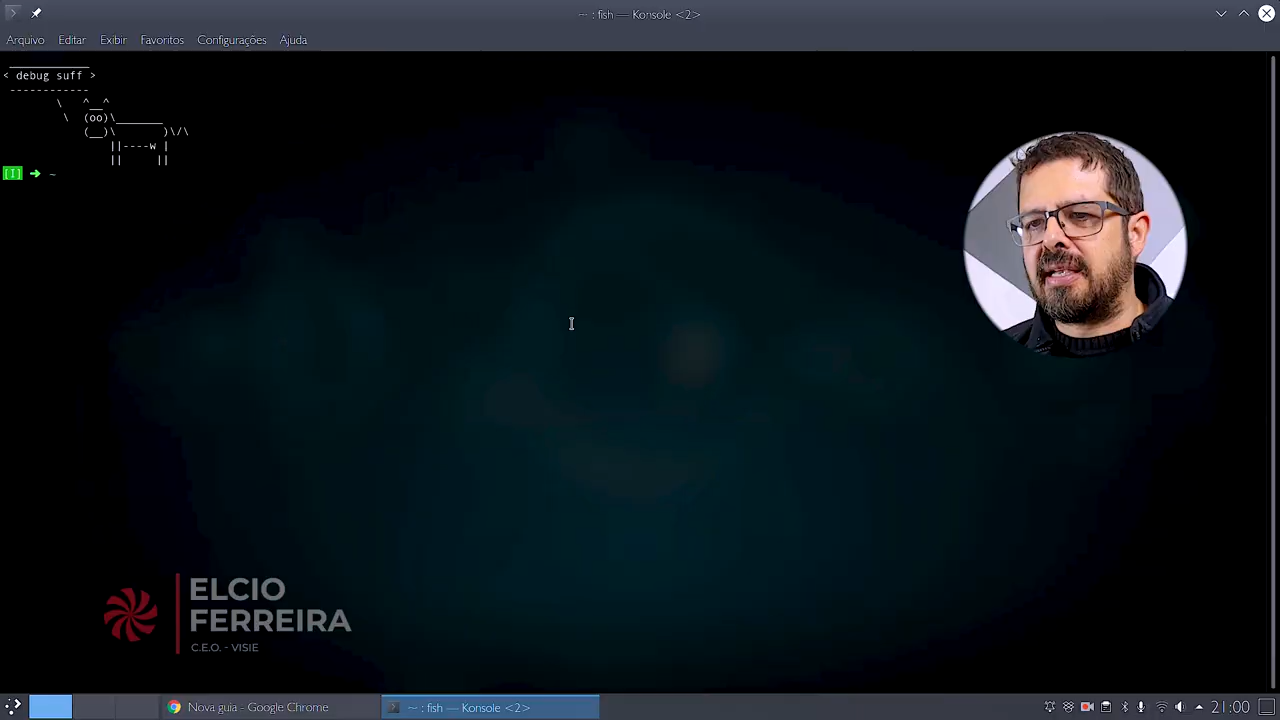 ~ : fish — Konsole <2>
Arquivo Editar Exibir Favoritos Configurações Ajuda
< debug suff >
[I] ➜ ~
ELCIO
FERREIRA
C.E.O. - VISIE
Nova guia - Google Chrome
~ : fish — Konsole <2>
21:00